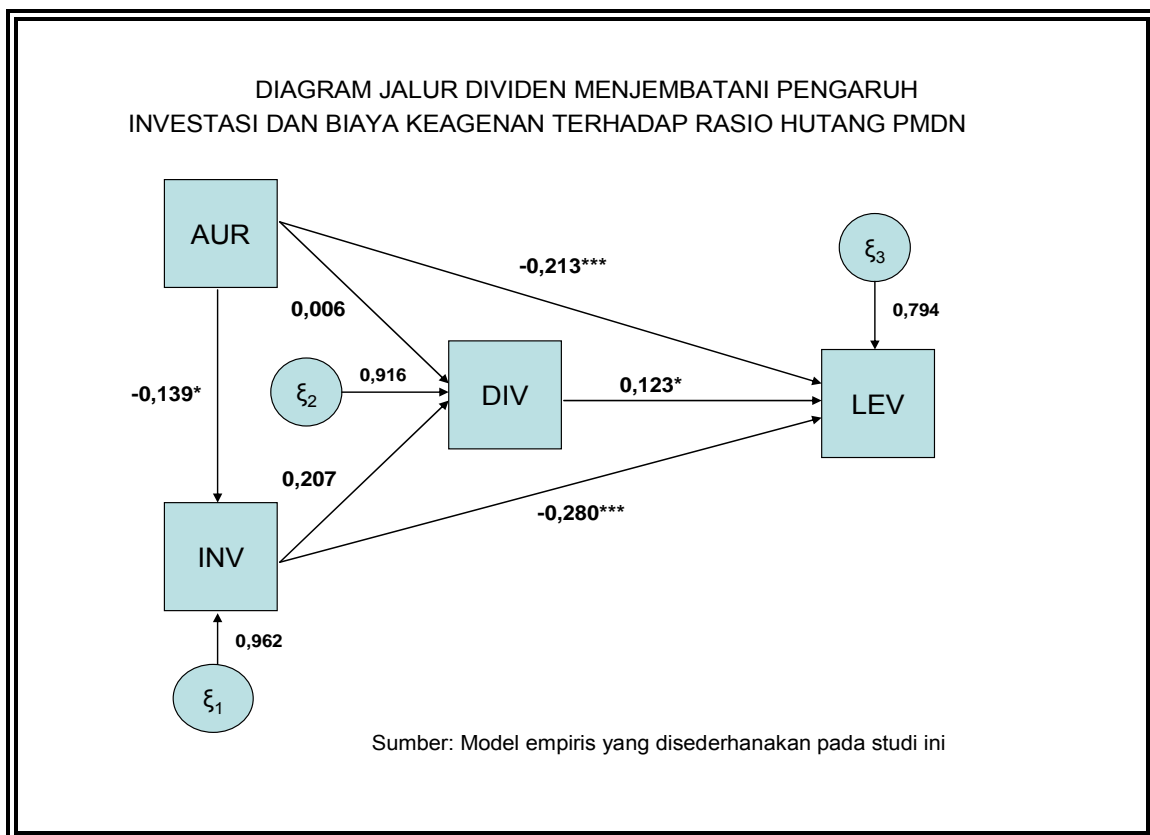 DIAGRAM JALUR DIVIDEN MENJEMBATANI PENGARUH
INVESTASI DAN BIAYA KEAGENAN TERHADAP RASIO HUTANG PMDN
AUR
ξ3
-0,213***
0,006
0,794
-0,139*
ξ2
0,916
DIV
0,123*
LEV
0,207
-0,280***
INV
0,962
ξ1
Sumber: Model empiris yang disederhanakan pada studi ini